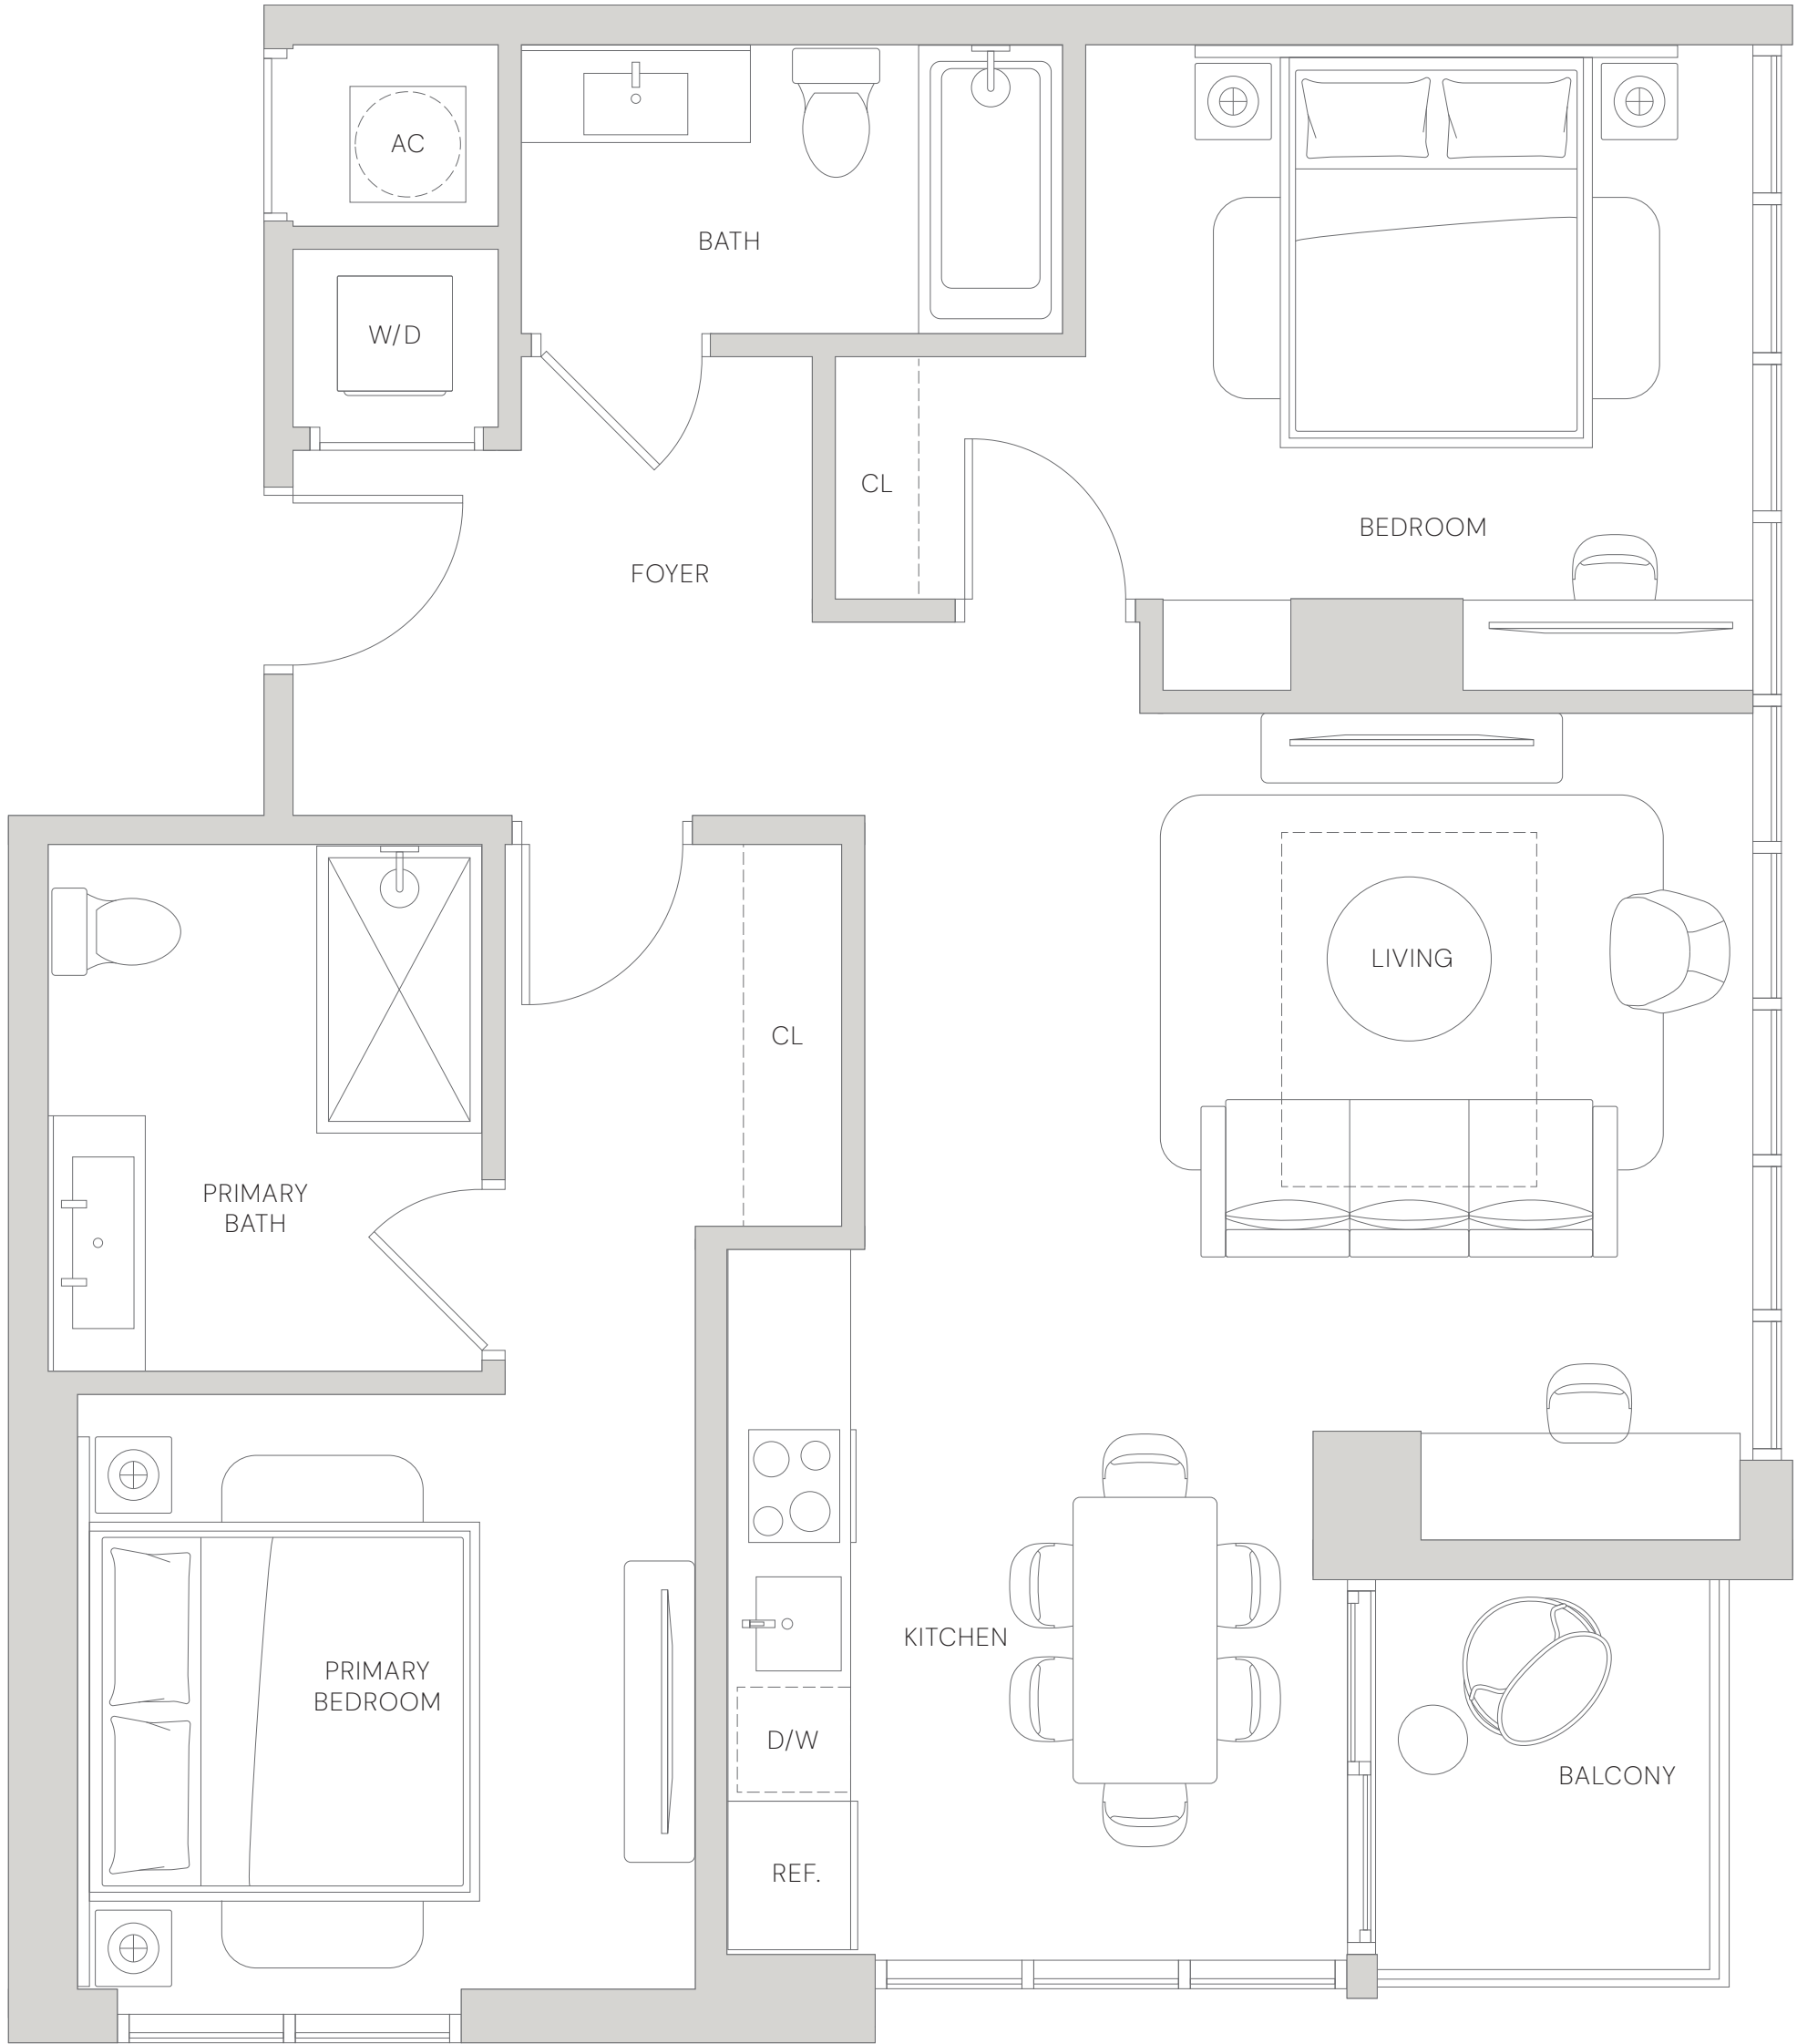 AC
BATH
W/D
CL
BEDROOM
FOYER
LIVING
CL
PRIMARY
BATH
KITCHEN
PRIMARY
BEDROOM
D/W
BALCONY
REF.